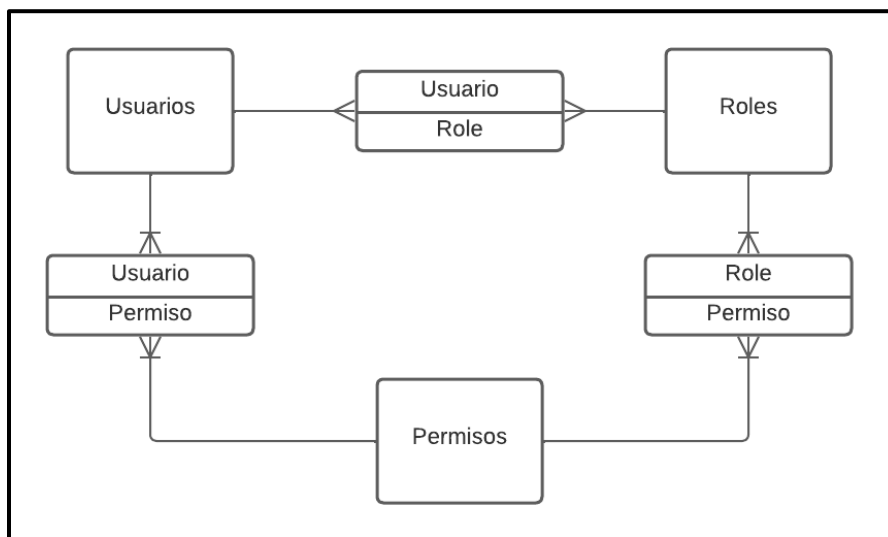 Usuarios
Usuario
Role
Roles
Usuario
Permiso
Role
Permiso
Permisos